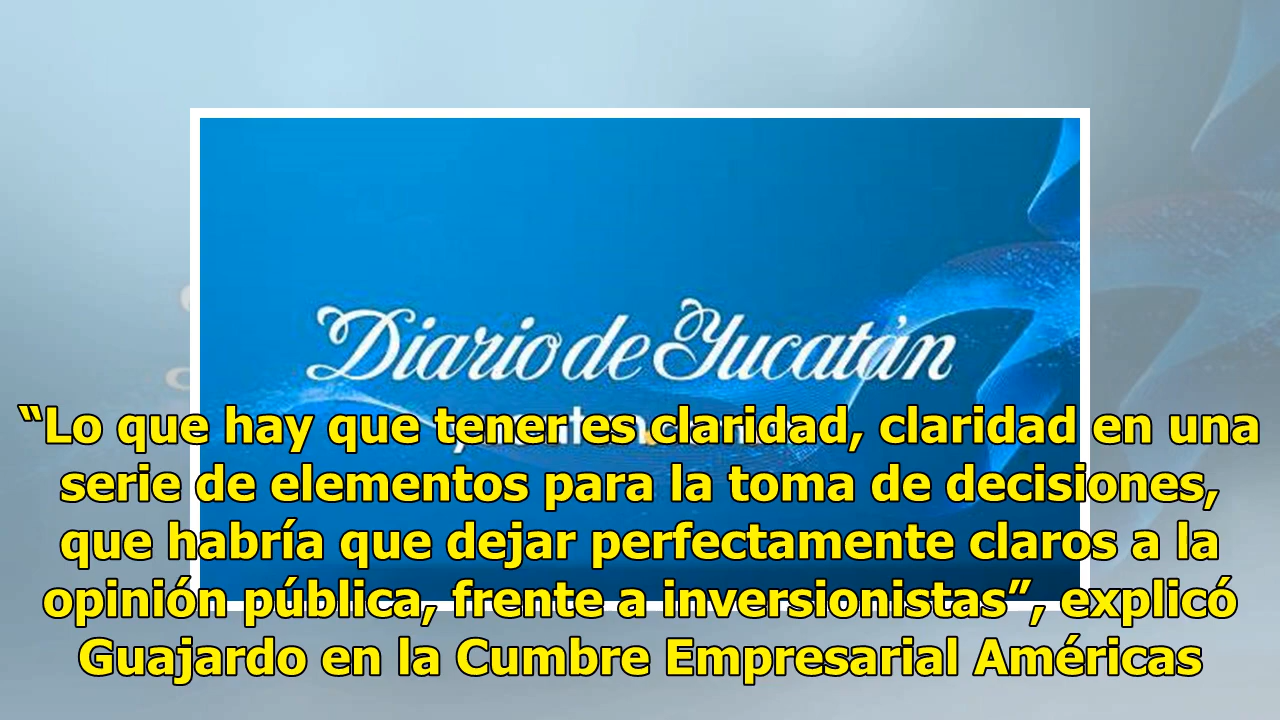 Diario de Yucatán
“Lo que hay que tener es claridad, claridad en una
serie de elementos para la toma de decisiones,
que habría que dejar perfectamente claros a la
opinión pública, frente a inversionistas”, explicó
Guajardo en la Cumbre Empresarial Américas